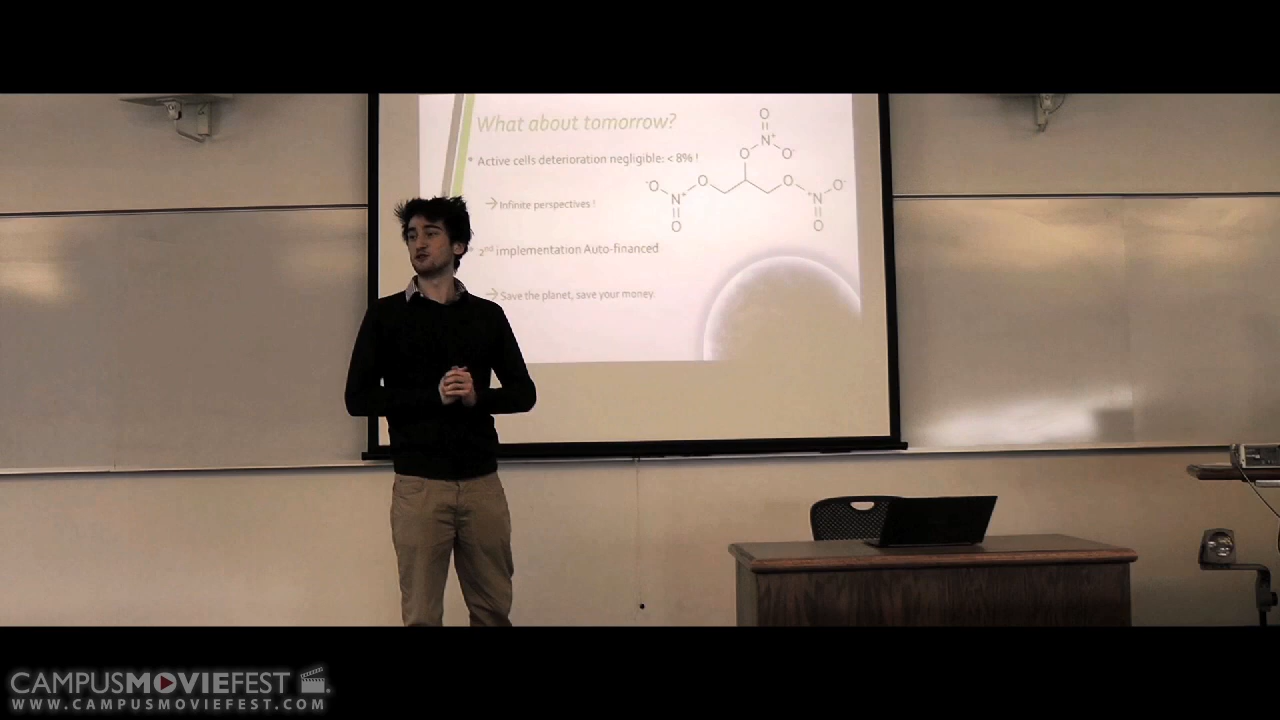 What about tomorrow?
* Active cells deterioration negligible: < 8% !
→ Infinite perspectives !
* 2nd implementation Auto-financed
→ Save the planet, save your money.
O
N+
O O-
-O O O O-
N+ +N
O O
CAMPUSMOVIEFEST
WWW.CAMPUSMOVIEFEST.COM